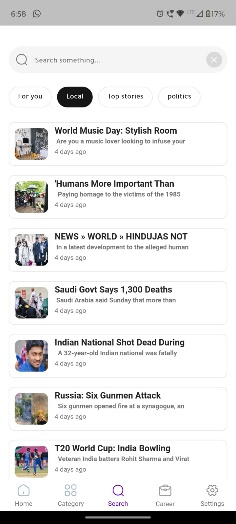 6:58
17%
Search something...
For you
Local
Top stories
politics
World Music Day: Stylish Room
Are you a music lover looking to infuse your
4 days ago
'Humans More Important Than
Paying homage to the victims of the 1985
4 days ago
NEWS » WORLD » HINDUJAS NOT
In a latest development to the alleged human
4 days ago
Saudi Govt Says 1,300 Deaths
Saudi Arabia said Sunday that more than
4 days ago
Indian National Shot Dead During
A 32-year-old Indian national was fatally
4 days ago
Russia: Six Gunmen Attack
Six gunmen opened fire at a synagogue, an
4 days ago
T20 World Cup: India Bowling
Veteran India batters Rohit Sharma and Virat
4 days ago
Home
Category
Search
Career
Settings